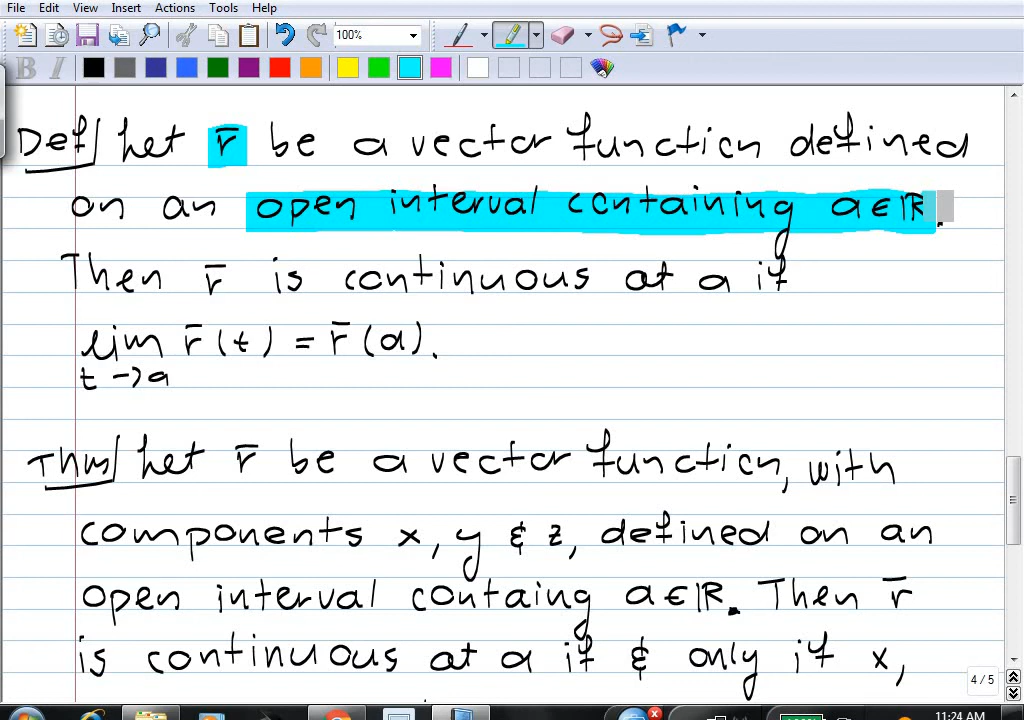 File Edit View Insert Actions Tools Help
100%
B I
Def/ Let r̄ be a vector function defined
on an open interval containing a∈ℝ.
Then r̄ is continuous at a if
lim r̄(t) = r̄(a).
t→a
Thm/ Let r̄ be a vector function, with
components x, y & z, defined on an
open interval containg a∈ℝ. Then r̄
is continuous at a if & only if x,
4 / 5
11:24 AM